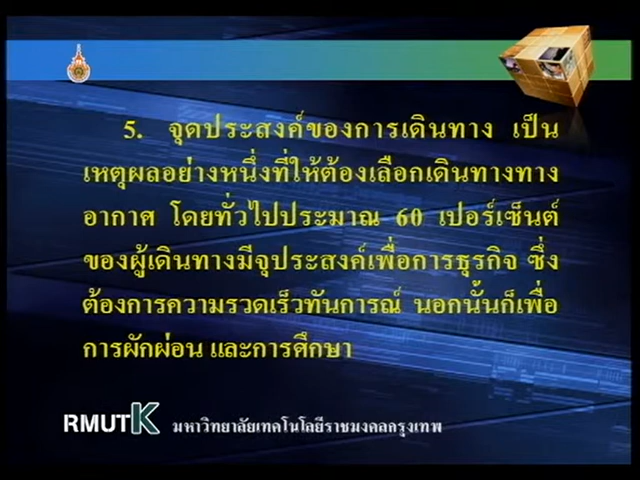 5. จุดประสงค์ของการเดินทาง เป็น
เหตุผลอย่างหนึ่งที่ให้ต้องเลือกเดินทางทาง
อากาศ โดยทั่วไปประมาณ 60 เปอร์เซ็นต์
ของผู้เดินทางมีจุประสงค์เพื่อการธุรกิจ ซึ่ง
ต้องการความรวดเร็วทันการณ์ นอกนั้นก็เพื่อ
การผักผ่อน และการศึกษา
RMUTK มหาวิทยาลัยเทคโนโลยีราชมงคลกรุงเทพ